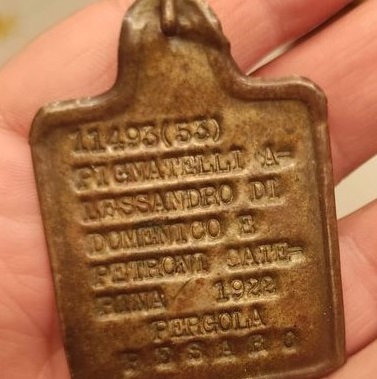 11493(53)
PIGNATELLI A-
LESSANDRO DI
DOMENICO E
PETRONI CATE-
RINA 1922
PERGOLA
PESARO